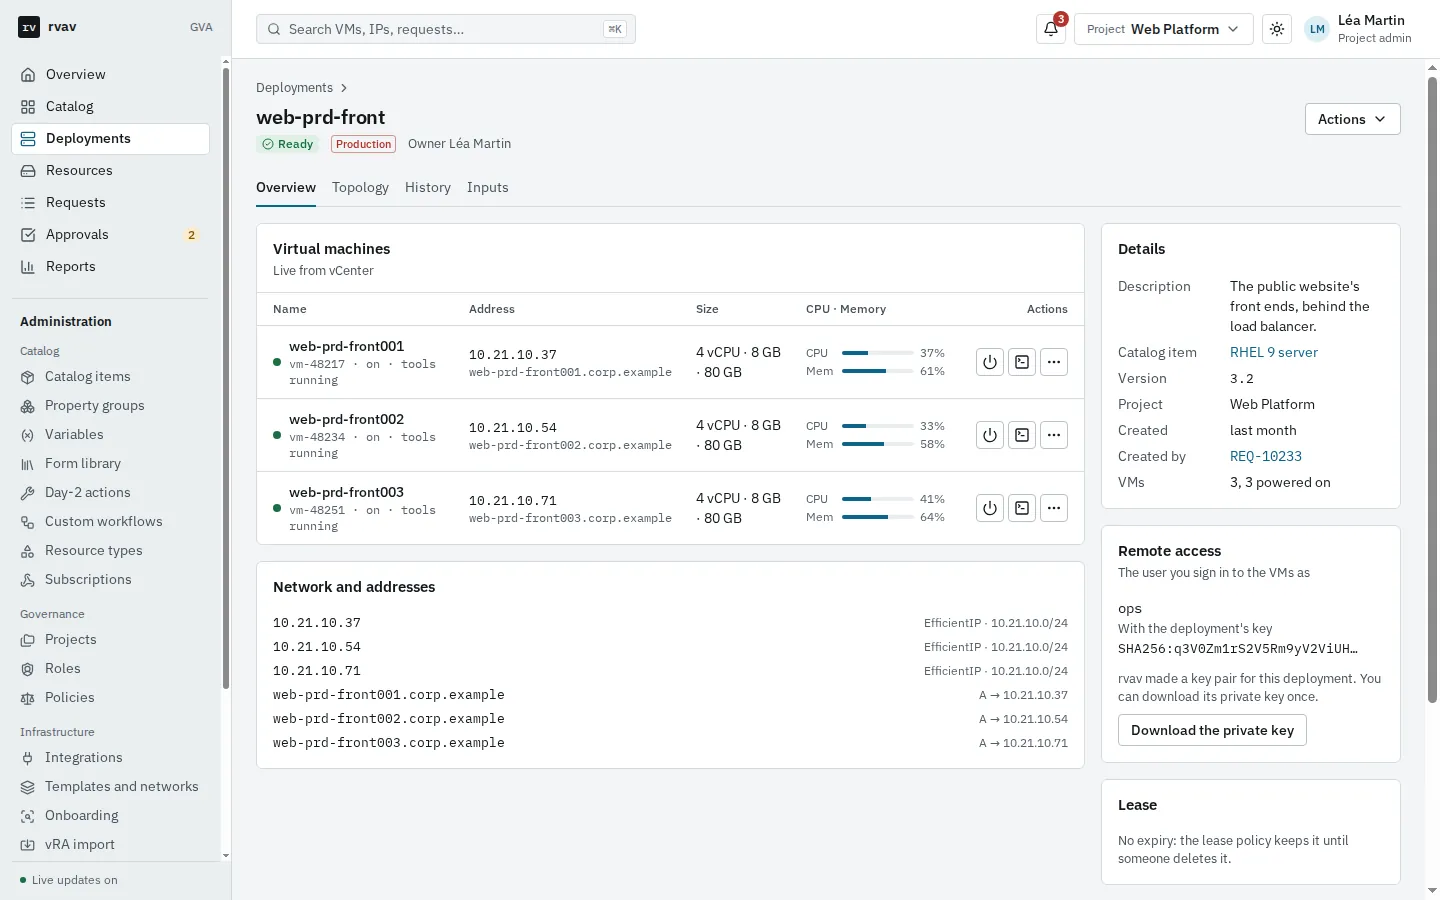 rv rvav GVA
Search VMs, IPs, requests... ⌘K
3
Project Web Platform
LM
Léa Martin
Project admin
Overview
Catalog
Deployments
Resources
Requests
Approvals 2
Reports
Administration
Catalog
Catalog items
Property groups
Variables
Form library
Day-2 actions
Custom workflows
Resource types
Subscriptions
Governance
Projects
Roles
Policies
Infrastructure
Integrations
Templates and networks
Onboarding
vRA import
Live updates on
Deployments
web-prd-front
Actions
Ready Production Owner Léa Martin
Overview Topology History Inputs
Virtual machines
Live from vCenter
Name Address Size CPU · Memory Actions
web-prd-front001
vm-48217 · on · tools
running
10.21.10.37
web-prd-front001.corp.example
4 vCPU · 8 GB
· 80 GB
CPU 37%
Mem 61%
web-prd-front002
vm-48234 · on · tools
running
10.21.10.54
web-prd-front002.corp.example
4 vCPU · 8 GB
· 80 GB
CPU 33%
Mem 58%
web-prd-front003
vm-48251 · on · tools
running
10.21.10.71
web-prd-front003.corp.example
4 vCPU · 8 GB
· 80 GB
CPU 41%
Mem 64%
Network and addresses
10.21.10.37 EfficientIP · 10.21.10.0/24
10.21.10.54 EfficientIP · 10.21.10.0/24
10.21.10.71 EfficientIP · 10.21.10.0/24
web-prd-front001.corp.example A → 10.21.10.37
web-prd-front002.corp.example A → 10.21.10.54
web-prd-front003.corp.example A → 10.21.10.71
Details
Description The public website's
front ends, behind the
load balancer.
Catalog item RHEL 9 server
Version 3.2
Project Web Platform
Created last month
Created by REQ-10233
VMs 3, 3 powered on
Remote access
The user you sign in to the VMs as
ops
With the deployment's key
SHA256:q3V0Zm1rS2V5Rm9yV2ViUH…
rvav made a key pair for this deployment. You
can download its private key once.
Download the private key
Lease
No expiry: the lease policy keeps it until
someone deletes it.